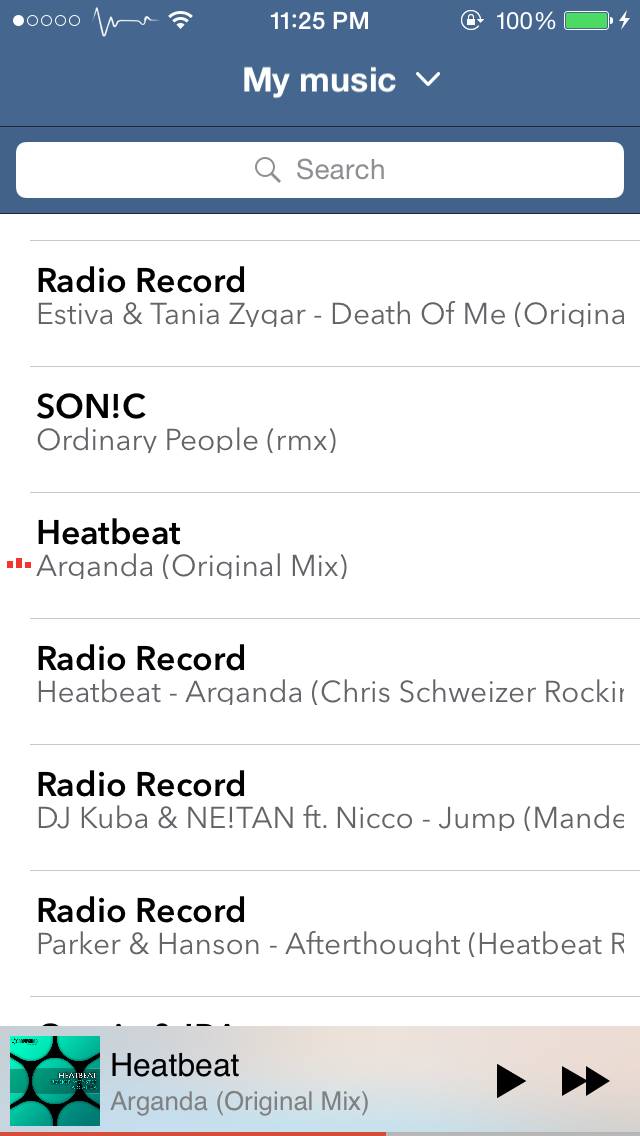 11:25 PM
100%
My music
Search
Radio Record
Estiva & Tania Zygar - Death Of Me (Origina
SON!C
Ordinary People (rmx)
Heatbeat
Arganda (Original Mix)
Radio Record
Heatbeat - Arganda (Chris Schweizer Rockin
Radio Record
DJ Kuba & NE!TAN ft. Nicco - Jump (Mande
Radio Record
Parker & Hanson - Afterthought (Heatbeat R
HEATBEAT
Heatbeat
Arganda (Original Mix)